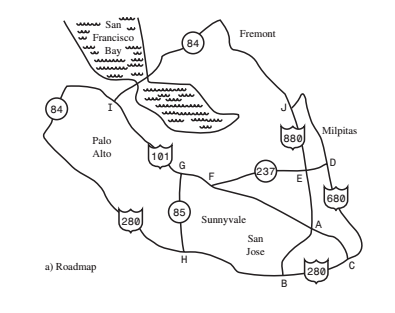 San
Francisco
Bay
84
Fremont
84
I
J
880
Milpitas
Palo
Alto
101
G
F
237
E
D
680
85
Sunnyvale
280
San
Jose
A
H
a) Roadmap
B
280
C